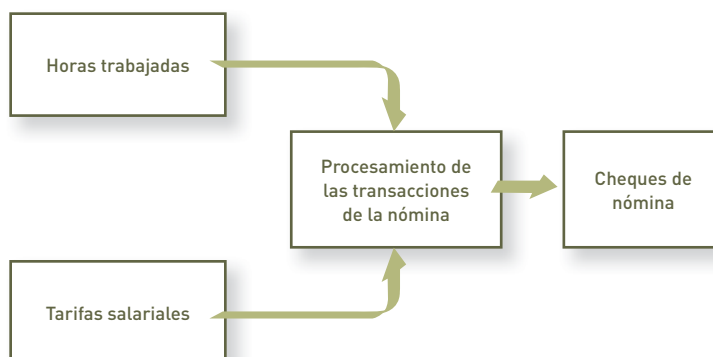 Horas trabajadas
Procesamiento de
las transacciones
de la nómina
Cheques de
nómina
Tarifas salariales